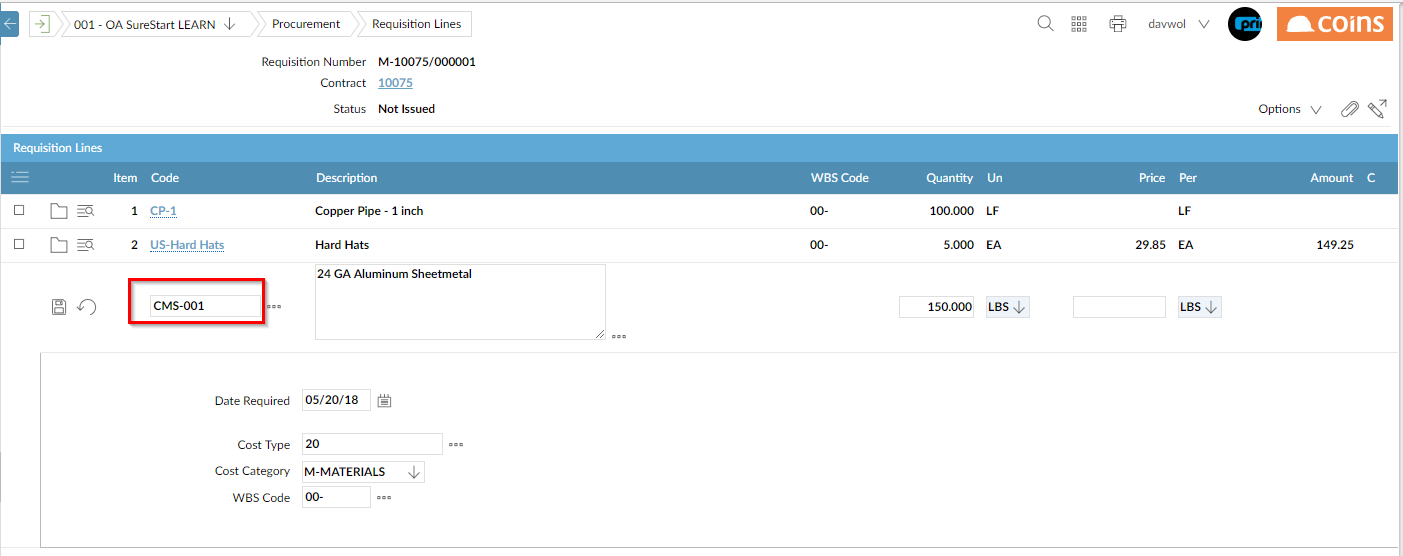 001 - OA SureStart LEARN Procurement Requisition Lines davwol pri coins
Requisition Number M-10075/000001
Contract 10075
Status Not Issued Options
Requisition Lines
Item Code Description WBS Code Quantity Un Price Per Amount C
1 CP-1 Copper Pipe - 1 inch 00- 100.000 LF LF
2 US-Hard Hats Hard Hats 00- 5.000 EA 29.85 EA 149.25
24 GA Aluminum Sheetmetal
CMS-001 150.000 LBS LBS
Date Required 05/20/18
Cost Type 20
Cost Category M-MATERIALS
WBS Code 00-